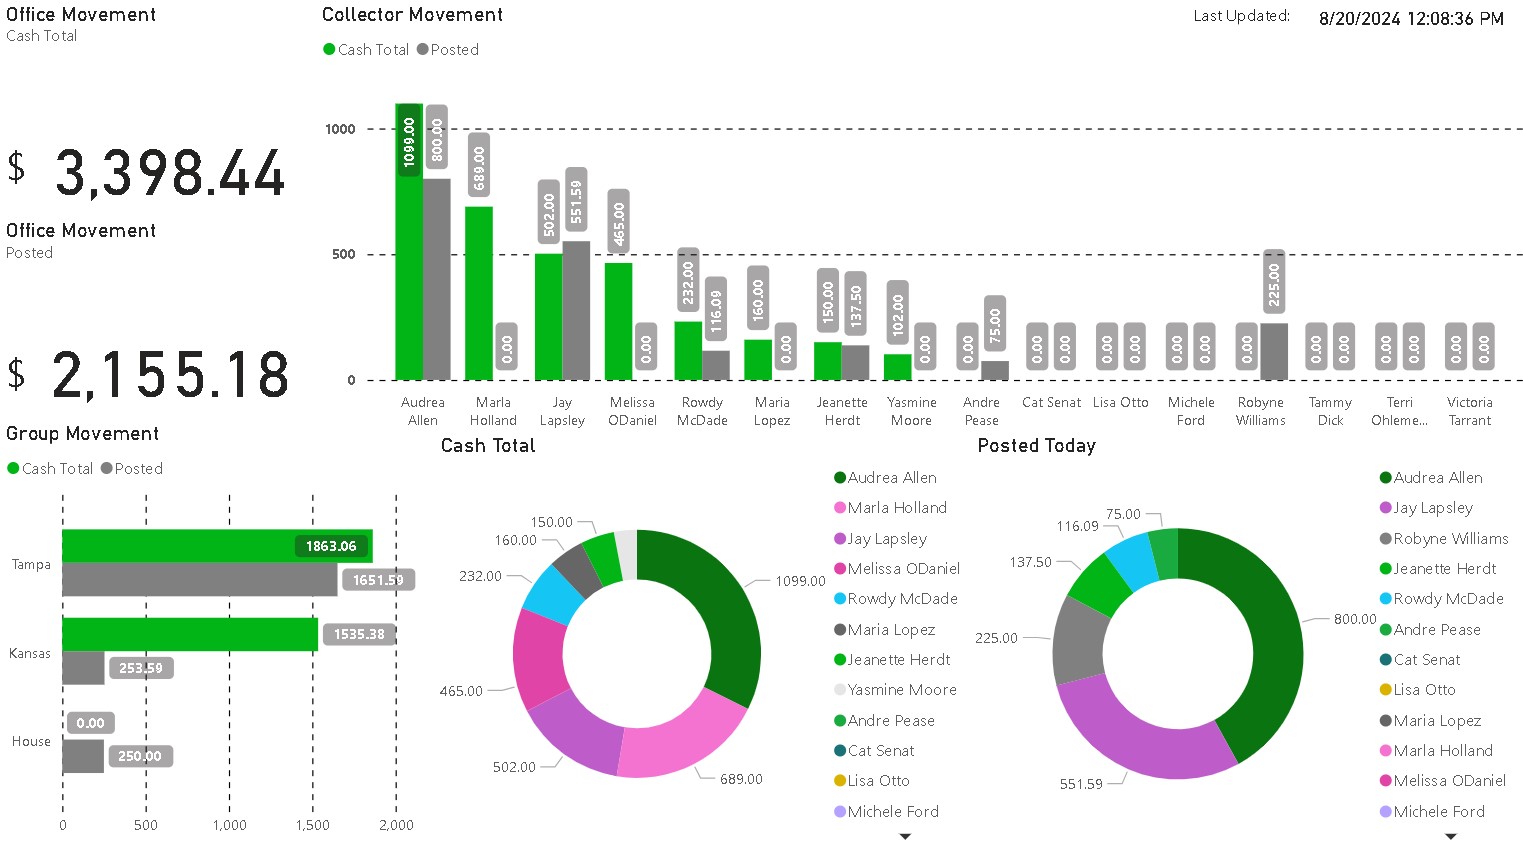 Office Movement
Cash Total
$ 3,398.44
Office Movement
Posted
$ 2,155.18
Collector Movement
Cash Total Posted
Last Updated: 8/20/2024 12:08:36 PM
1000
500
0
1099.00
800.00
689.00
0.00
502.00
551.59
465.00
0.00
232.00
116.09
160.00
0.00
150.00
137.50
102.00
0.00
0.00
75.00
0.00
0.00
0.00
0.00
0.00
0.00
0.00
225.00
0.00
0.00
0.00
0.00
0.00
0.00
Audrea
Allen
Marla
Holland
Jay
Lapsley
Melissa
ODaniel
Rowdy
McDade
Maria
Lopez
Jeanette
Herdt
Yasmine
Moore
Andre
Pease
Cat Senat
Lisa Otto
Michele
Ford
Robyne
Williams
Tammy
Dick
Terri
Ohleme...
Victoria
Tarrant
Group Movement
Cash Total Posted
Tampa
1863.06
1651.59
Kansas
1535.38
253.59
House
0.00
250.00
0 500 1,000 1,500 2,000
Cash Total
150.00
160.00
232.00
465.00
502.00
689.00
1099.00
Audrea Allen
Marla Holland
Jay Lapsley
Melissa ODaniel
Rowdy McDade
Maria Lopez
Jeanette Herdt
Yasmine Moore
Andre Pease
Cat Senat
Lisa Otto
Michele Ford
Posted Today
75.00
116.09
137.50
225.00
551.59
800.00
Audrea Allen
Jay Lapsley
Robyne Williams
Jeanette Herdt
Rowdy McDade
Andre Pease
Cat Senat
Lisa Otto
Maria Lopez
Marla Holland
Melissa ODaniel
Michele Ford